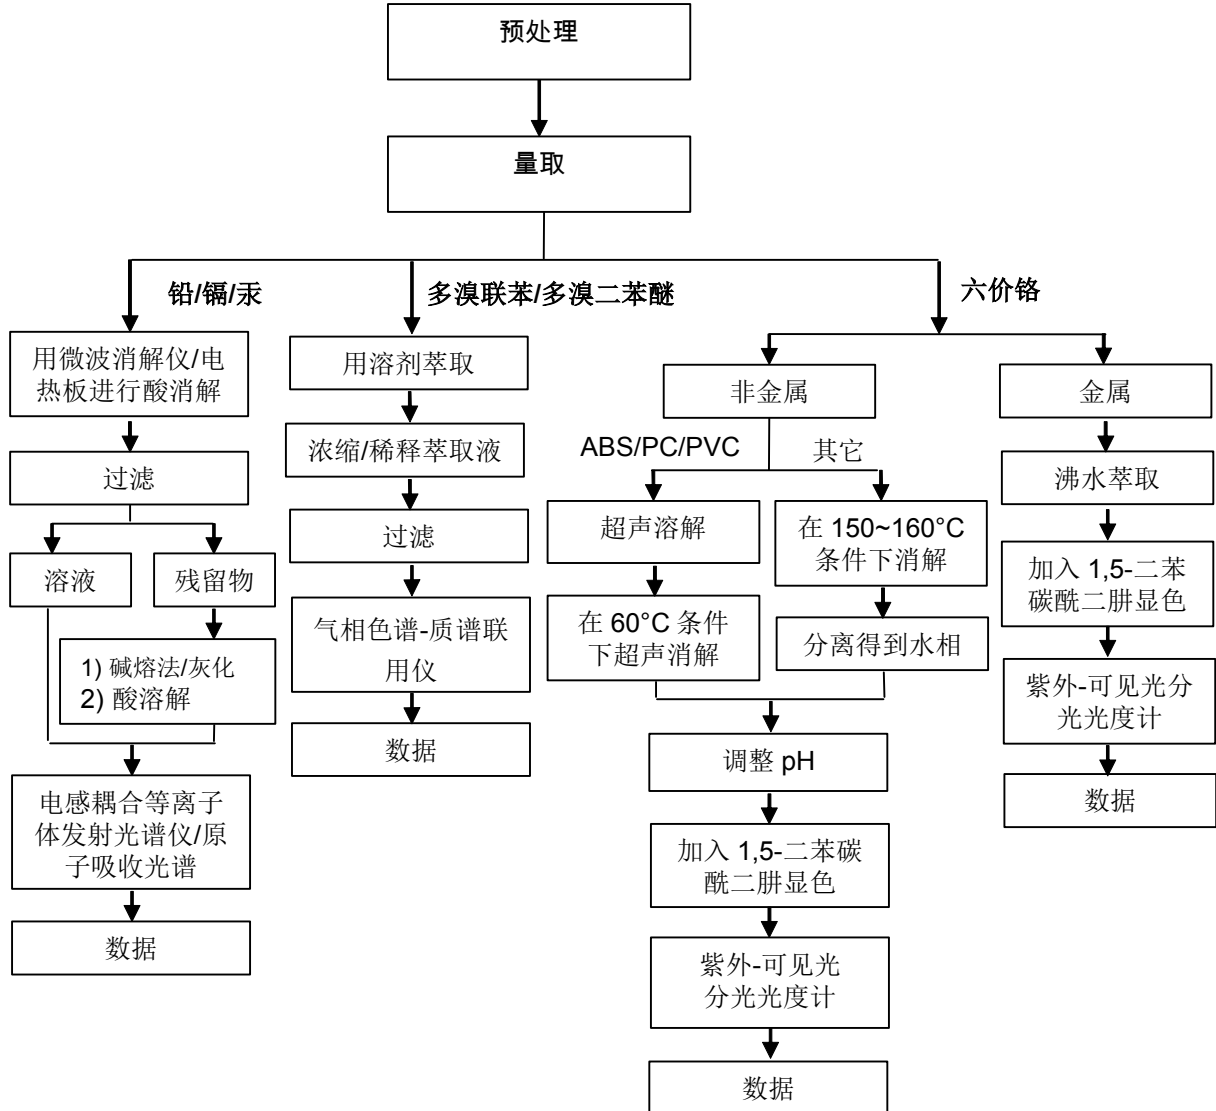 预处理
量取
铅/镉/汞
多溴联苯/多溴二苯醚
六价铬
用微波消解仪/电
热板进行酸消解
过滤
溶液
残留物
1) 碱熔法/灰化
2) 酸溶解
电感耦合等离子
体发射光谱仪/原
子吸收光谱
数据
用溶剂萃取
浓缩/稀释萃取液
过滤
气相色谱-质谱联
用仪
数据
非金属
ABS/PC/PVC
其它
超声溶解
在 60°C 条件
下超声消解
在 150~160°C
条件下消解
分离得到水相
调整 pH
加入 1,5-二苯碳
酰二肼显色
紫外-可见光
分光光度计
数据
金属
沸水萃取
加入 1,5-二苯
碳酰二肼显色
紫外-可见光分
光光度计
数据